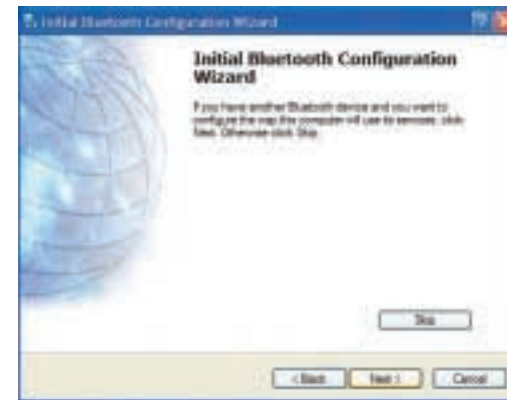 Initial Bluetooth Configuration Wizard
Initial Bluetooth Configuration
Wizard
If you have another Bluetooth device and you want to
configure the way this computer will use its services, click
Next. Otherwise click Skip.
Skip
< Back Next > Cancel